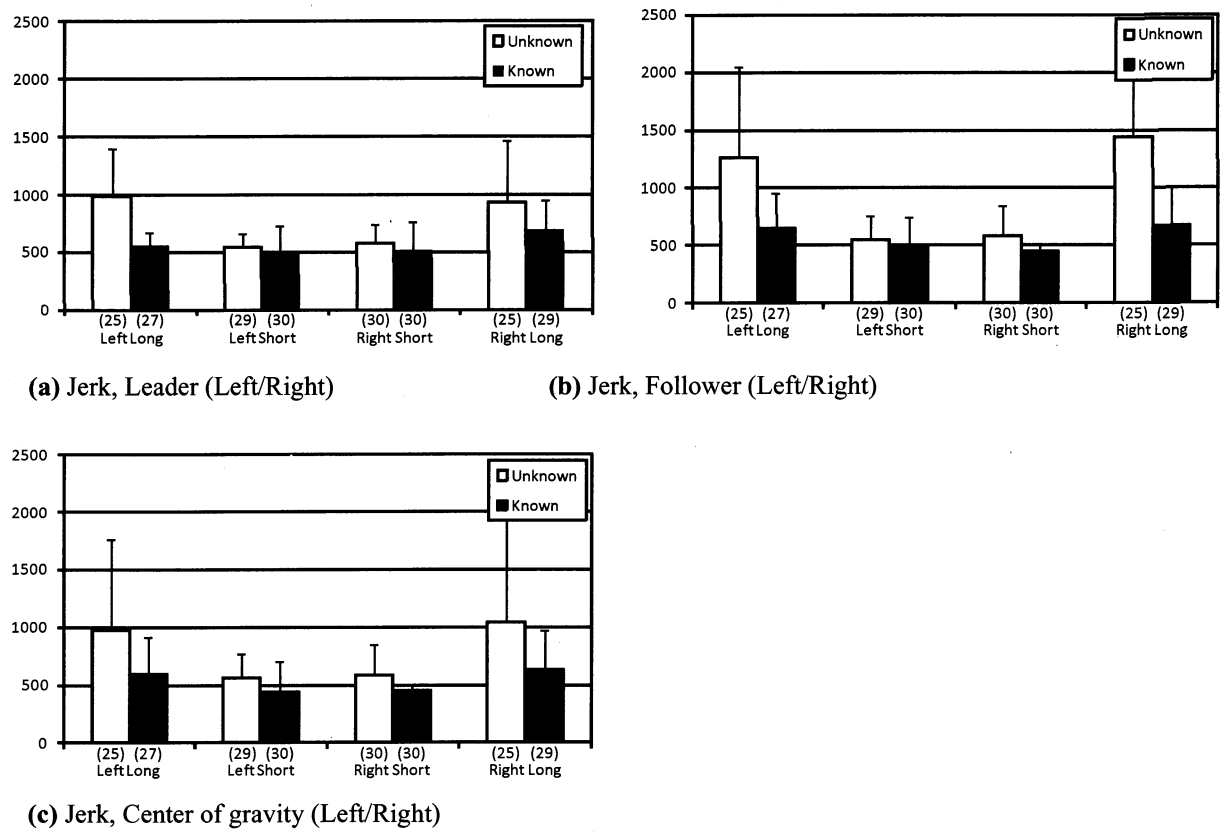 2500
2000
1500
1000
500
0
Unknown
Known
(25) (27) (29) (30) (30) (30) (25) (29)
Left Long Left Short Right Short Right Long
(a) Jerk, Leader (Left/Right)
2500
2000
1500
1000
500
0
Unknown
Known
(25) (27) (29) (30) (30) (30) (25) (29)
Left Long Left Short Right Short Right Long
(b) Jerk, Follower (Left/Right)
2500
2000
1500
1000
500
0
Unknown
Known
(25) (27) (29) (30) (30) (30) (25) (29)
Left Long Left Short Right Short Right Long
(c) Jerk, Center of gravity (Left/Right)